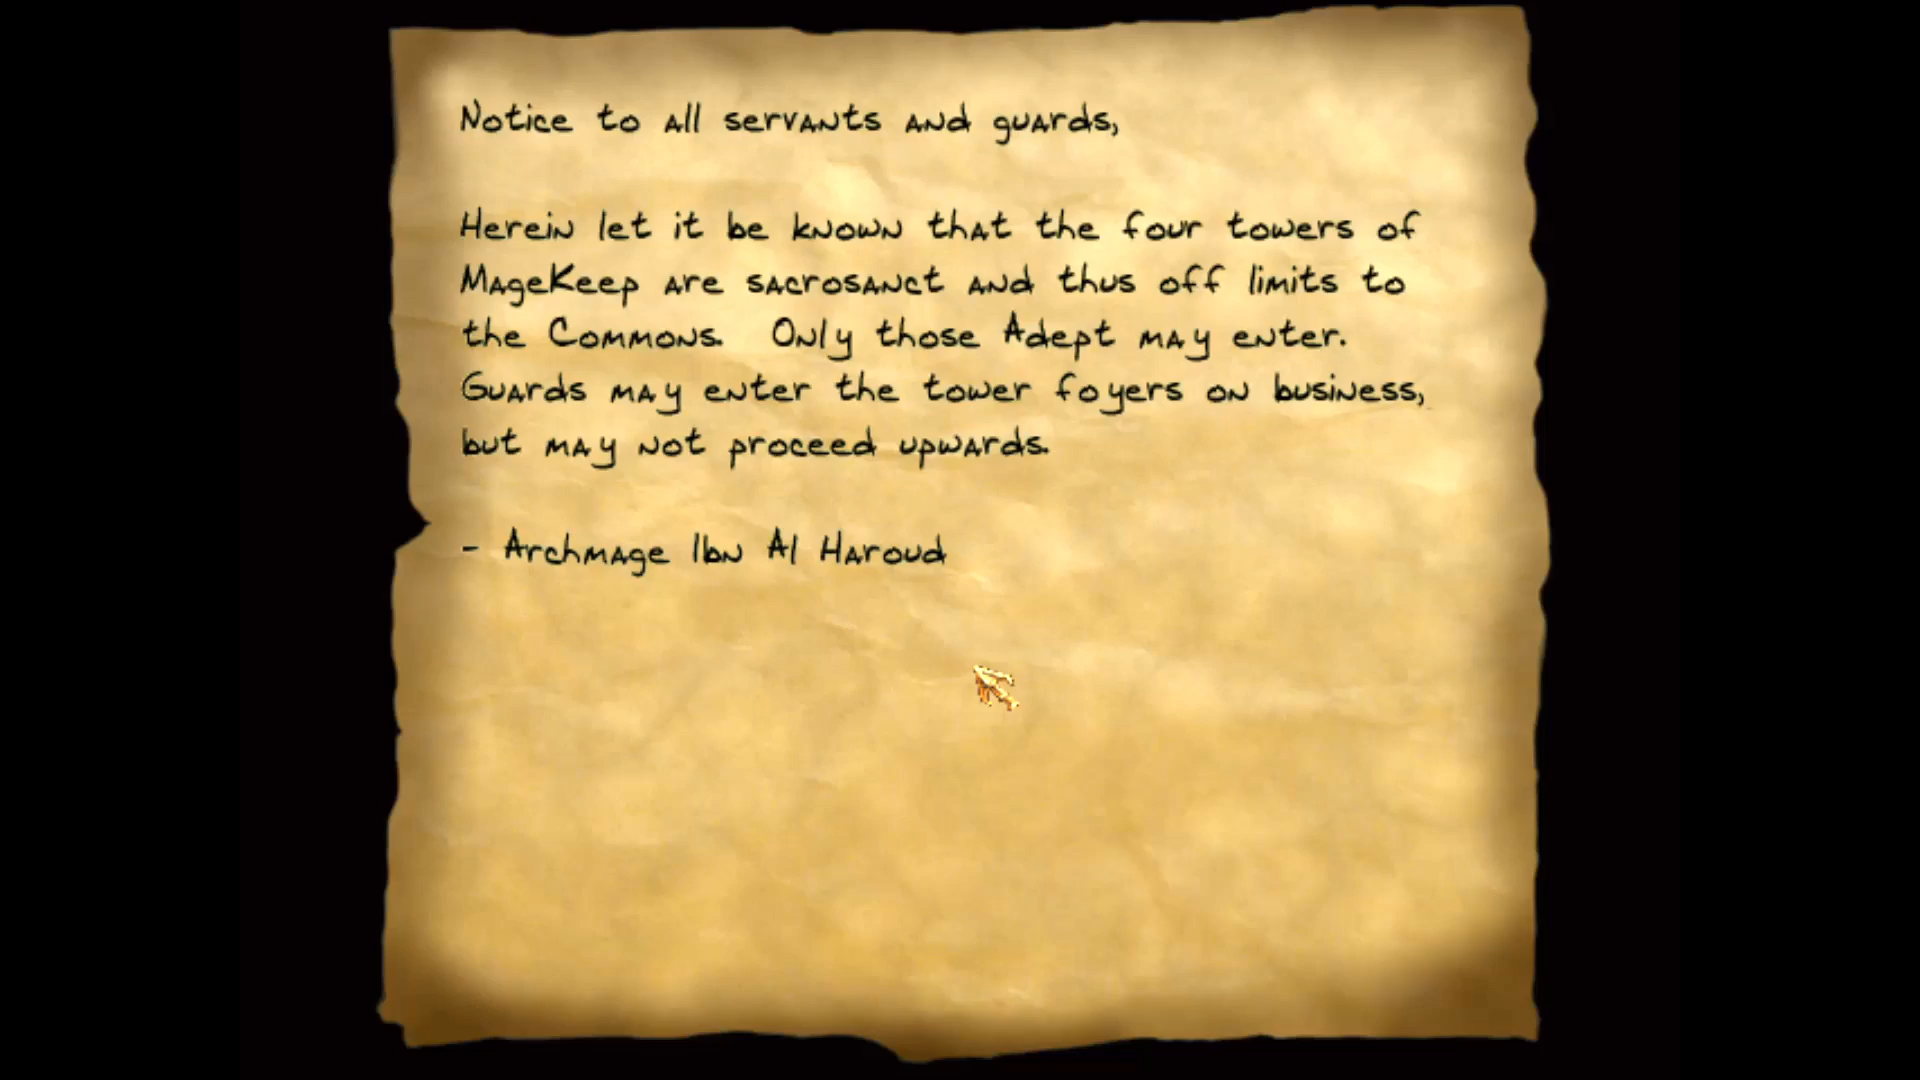 Notice to all servants and guards,
Herein let it be known that the four towers of
MageKeep are sacrosanct and thus off limits to
the Commons.  Only those Adept may enter.
Guards may enter the tower foyers on business,
but may not proceed upwards.
- Archmage Ibn Al Haroud